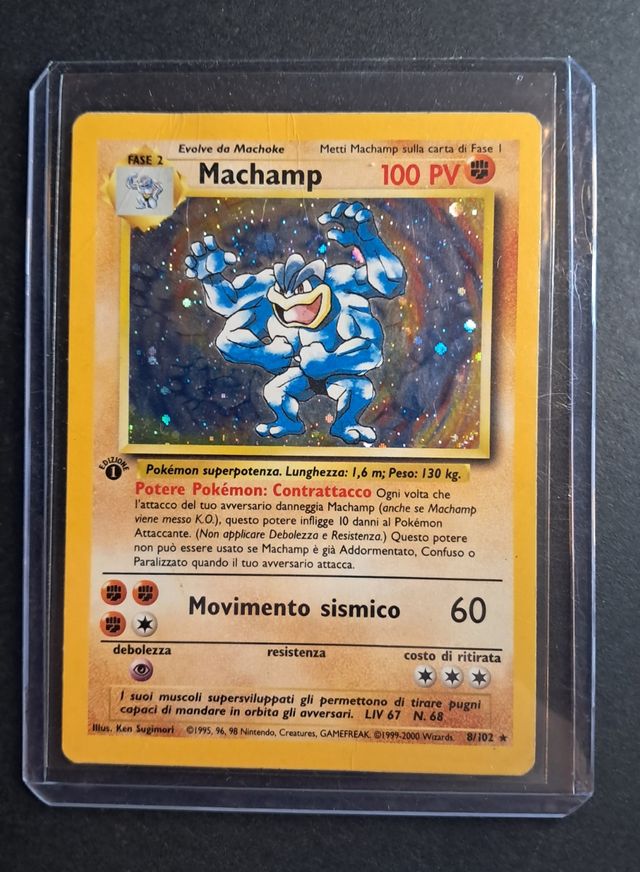 Evolve da Machoke Metti Machamp sulla carta di Fase 1
FASE 2
Machamp 100 PV
EDIZIONE 1
Pokémon superpotenza. Lunghezza: 1,6 m; Peso: 130 kg.
Potere Pokémon: Contrattacco Ogni volta che
l'attacco del tuo avversario danneggia Machamp (anche se Machamp
viene messo K.O.), questo potere infligge 10 danni al Pokémon
Attaccante. (Non applicare Debolezza e Resistenza.) Questo potere
non può essere usato se Machamp è già Addormentato, Confuso o
Paralizzato quando il tuo avversario attacca.
Movimento sismico 60
debolezza resistenza costo di ritirata
I suoi muscoli supersviluppati gli permettono di tirare pugni
capaci di mandare in orbita gli avversari. LIV 67 N. 68
Illus. Ken Sugimori ©1995, 96, 98 Nintendo, Creatures, GAMEFREAK. ©1999-2000 Wizards. 8/102 ★